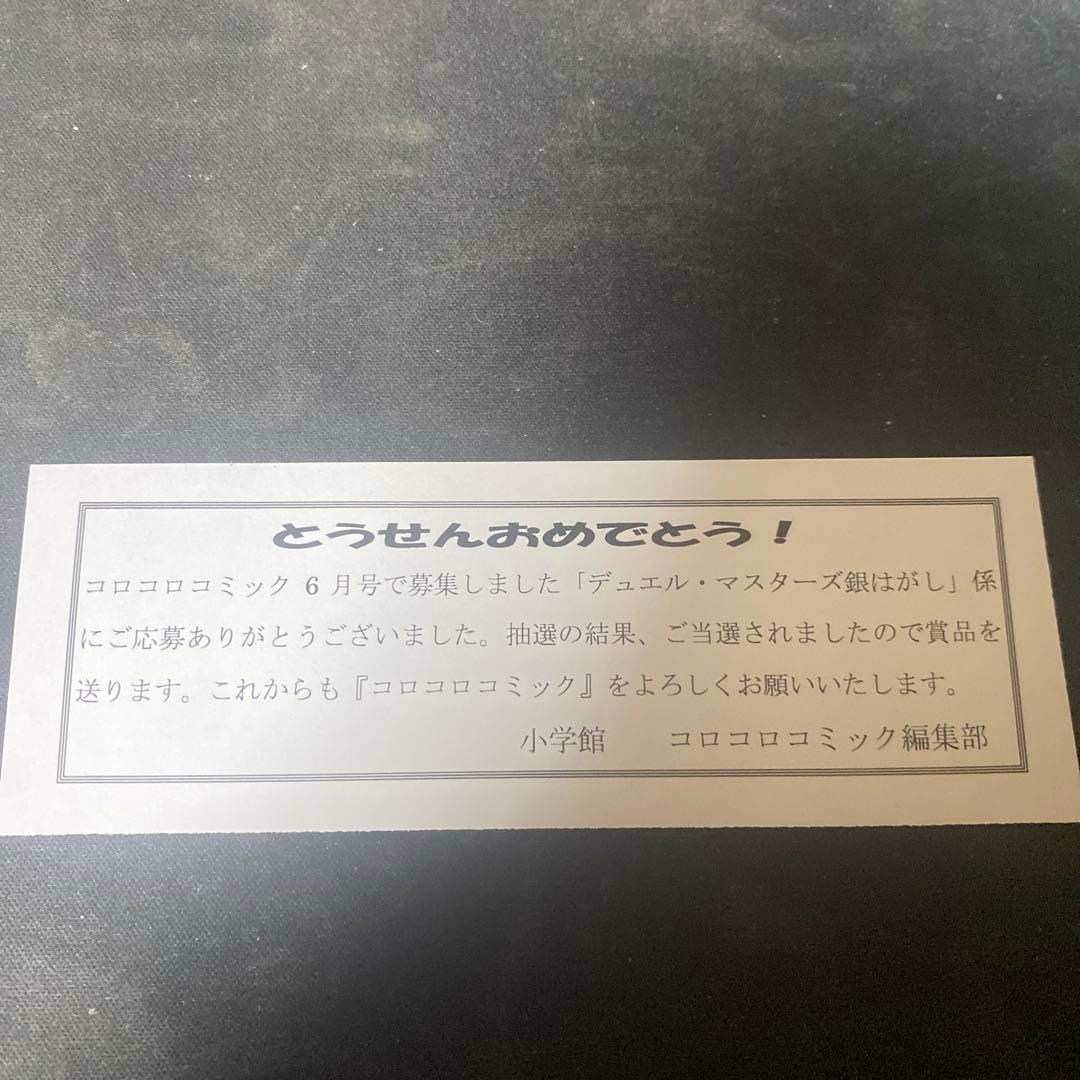 とうせんおめでとう！
コロコロコミック 6 月号で募集しました「デュエル・マスターズ銀はがし」係
にご応募ありがとうございました。抽選の結果、ご当選されましたので賞品を
送ります。これからも『コロコロコミック』をよろしくお願いいたします。
小学館　　コロコロコミック編集部